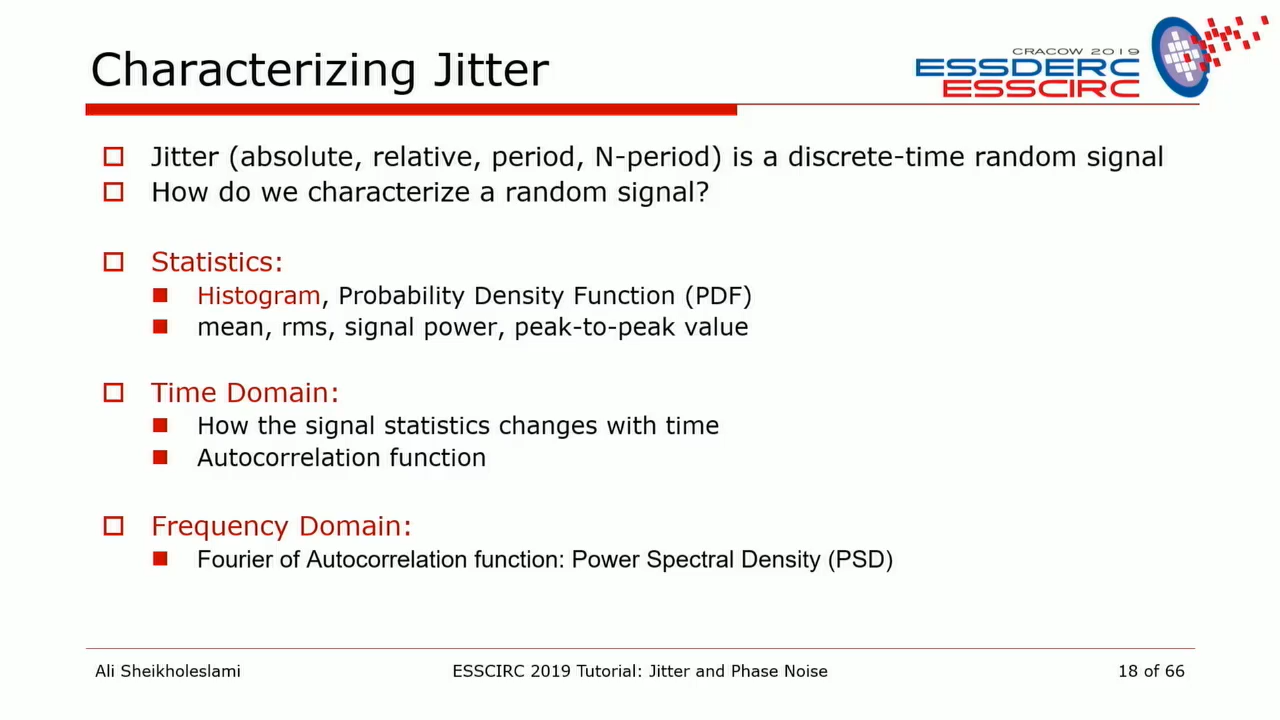 Characterizing Jitter
CRACOW 2019
ESSDERC
ESSCIRC
Jitter (absolute, relative, period, N-period) is a discrete-time random signal
How do we characterize a random signal?
Statistics:
Histogram, Probability Density Function (PDF)
mean, rms, signal power, peak-to-peak value
Time Domain:
How the signal statistics changes with time
Autocorrelation function
Frequency Domain:
Fourier of Autocorrelation function: Power Spectral Density (PSD)
Ali Sheikholeslami
ESSCIRC 2019 Tutorial: Jitter and Phase Noise
18 of 66